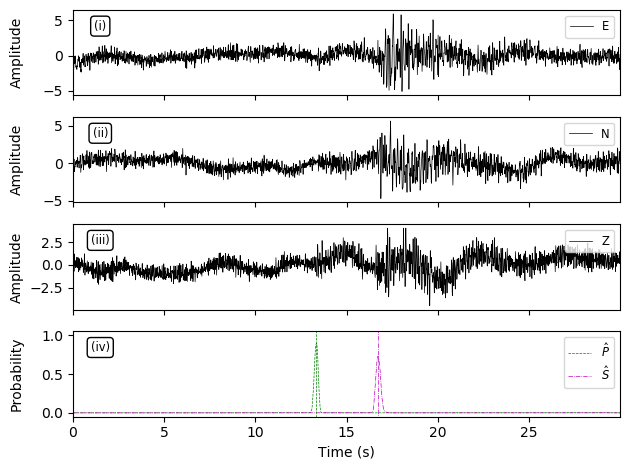 (i)
E
Amplitude
5
0
−5
(ii)
N
Amplitude
5
0
−5
(iii)
Z
Amplitude
2.5
0.0
−2.5
(iv)
P̂
Ŝ
Probability
1.0
0.5
0.0
0 5 10 15 20 25
Time (s)